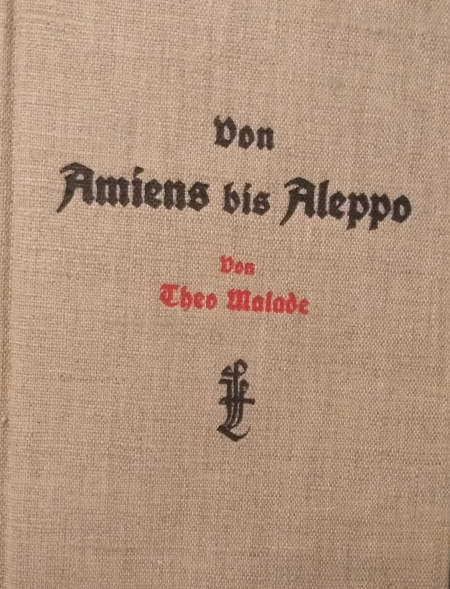 Von
Amiens bis Aleppo
Von
Theo Malade